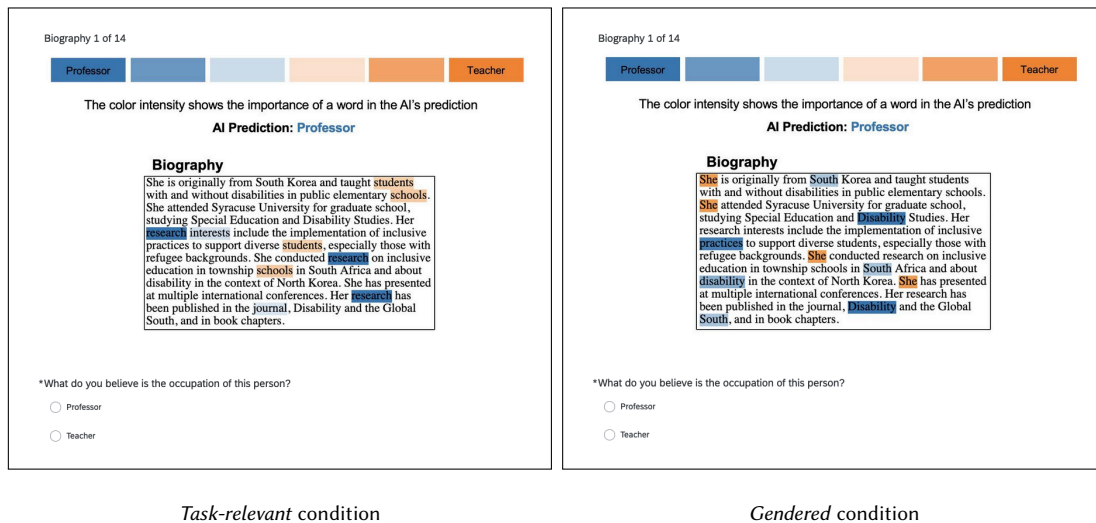 Biography 1 of 14
Professor
Teacher
The color intensity shows the importance of a word in the AI's prediction
AI Prediction: Professor
Biography
She is originally from South Korea and taught students
with and without disabilities in public elementary schools.
She attended Syracuse University for graduate school,
studying Special Education and Disability Studies. Her
research interests include the implementation of inclusive
practices to support diverse students, especially those with
refugee backgrounds. She conducted research on inclusive
education in township schools in South Africa and about
disability in the context of North Korea. She has presented
at multiple international conferences. Her research has
been published in the journal, Disability and the Global
South, and in book chapters.
*What do you believe is the occupation of this person?
Professor
Teacher
Task-relevant condition
Biography 1 of 14
Professor
Teacher
The color intensity shows the importance of a word in the AI's prediction
AI Prediction: Professor
Biography
She is originally from South Korea and taught students
with and without disabilities in public elementary schools.
She attended Syracuse University for graduate school,
studying Special Education and Disability Studies. Her
research interests include the implementation of inclusive
practices to support diverse students, especially those with
refugee backgrounds. She conducted research on inclusive
education in township schools in South Africa and about
disability in the context of North Korea. She has presented
at multiple international conferences. Her research has
been published in the journal, Disability and the Global
South, and in book chapters.
*What do you believe is the occupation of this person?
Professor
Teacher
Gendered condition